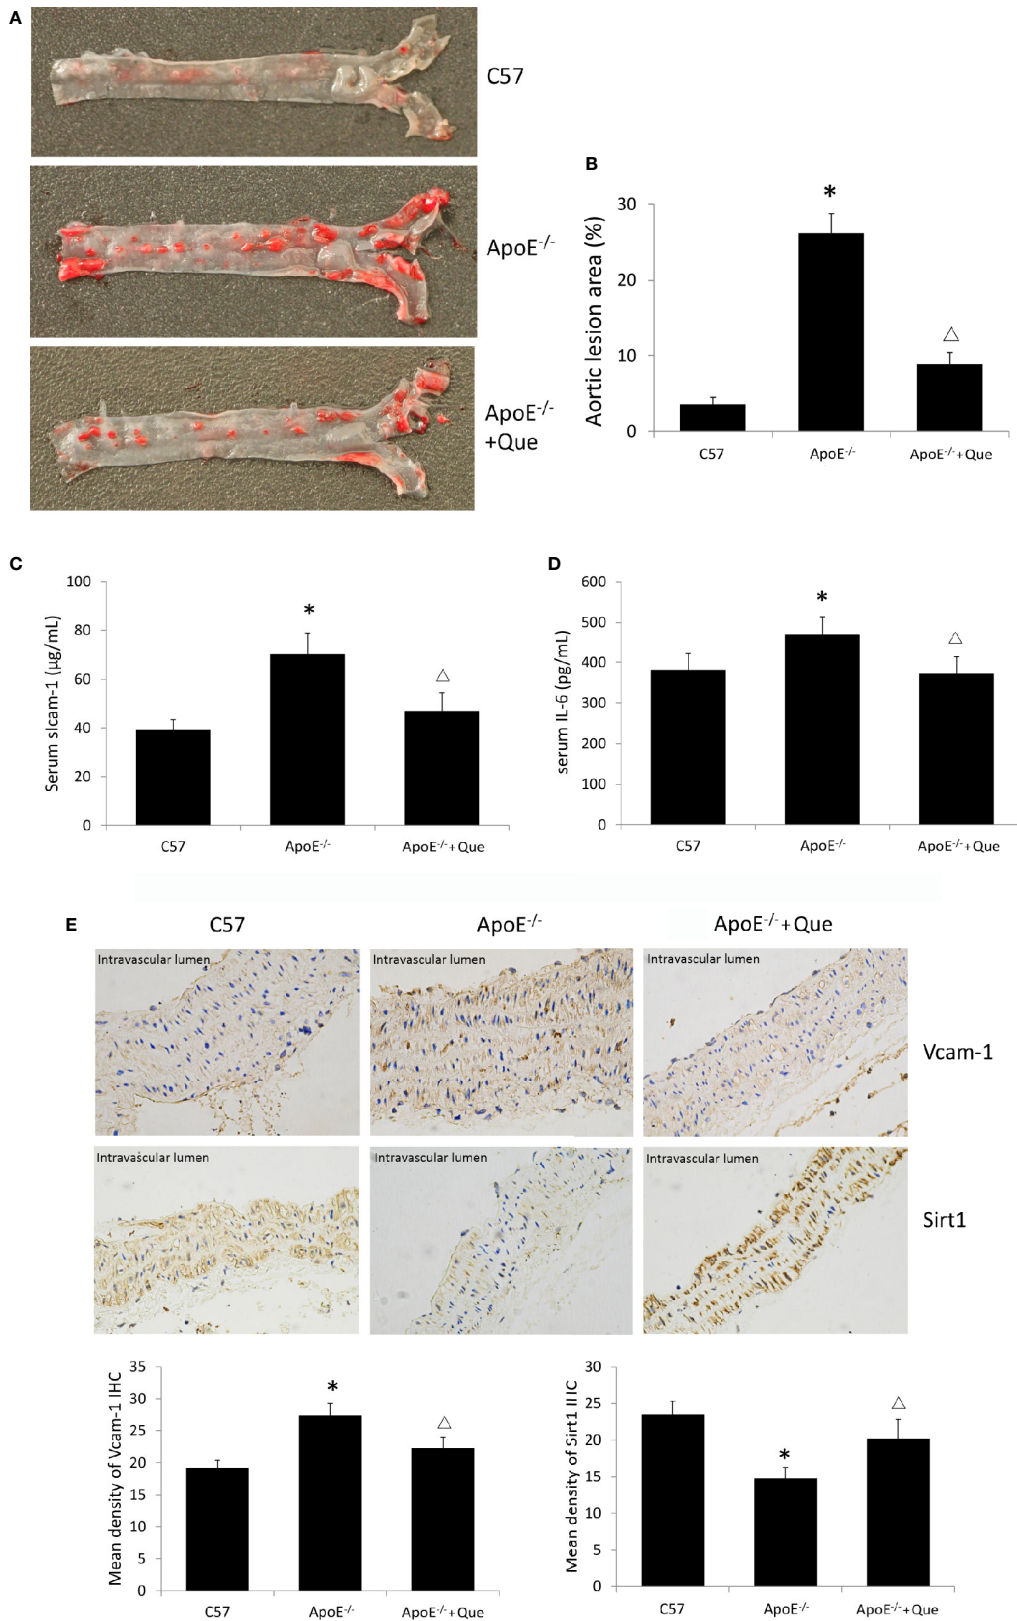 A
C57
ApoE-/-
ApoE-/-
+Que
B
Aortic lesion area (%)
30
20
10
0
*
△
C57
ApoE-/-
ApoE-/-+Que
C
Serum sIcam-1 (μg/mL)
100
80
60
40
20
0
*
△
C57
ApoE-/-
ApoE-/-+Que
D
serum IL-6 (pg/mL)
600
500
400
300
200
100
0
*
△
C57
ApoE-/-
ApoE-/-+Que
E
C57
ApoE-/-
ApoE-/-+Que
Intravascular lumen
Intravascular lumen
Intravascular lumen
Vcam-1
Intravascular lumen
Intravascular lumen
Intravascular lumen
Sirt1
Mean density of Vcam-1 IHC
35
30
25
20
15
10
5
0
*
△
C57
ApoE-/-
ApoE-/-+Que
Mean density of Sirt1 IHC
30
25
20
15
10
5
0
*
△
C57
ApoE-/-
ApoE-/-+Que